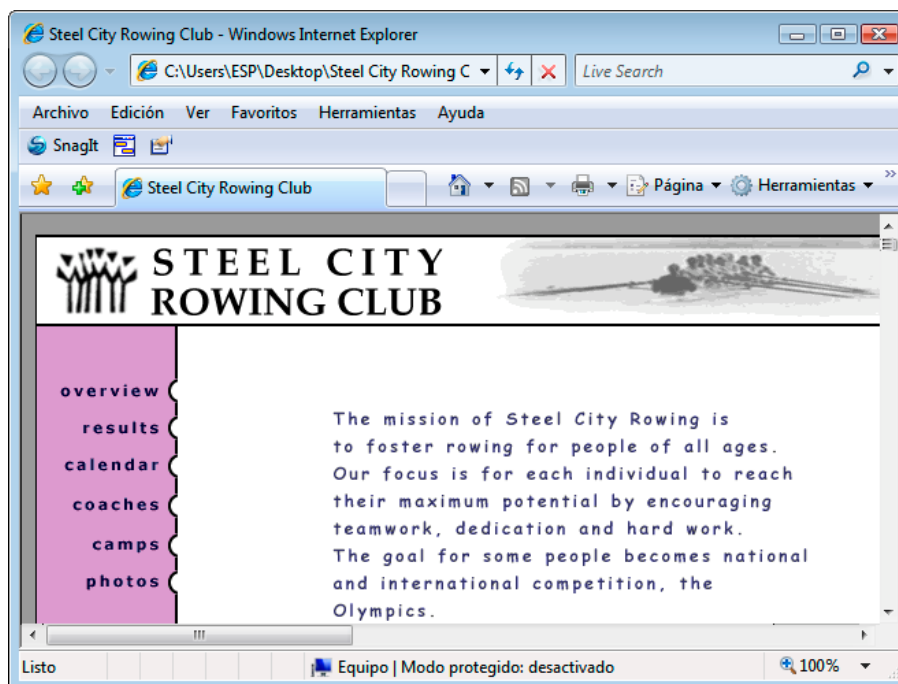 Steel City Rowing Club - Windows Internet Explorer
C:\Users\ESP\Desktop\Steel City Rowing C
Live Search
Archivo Edición Ver Favoritos Herramientas Ayuda
SnagIt
Steel City Rowing Club
Página
Herramientas
STEEL CITY
ROWING CLUB
overview
results
calendar
coaches
camps
photos
The mission of Steel City Rowing is
to foster rowing for people of all ages.
Our focus is for each individual to reach
their maximum potential by encouraging
teamwork, dedication and hard work.
The goal for some people becomes national
and international competition, the
Olympics.
Listo
Equipo | Modo protegido: desactivado
100%